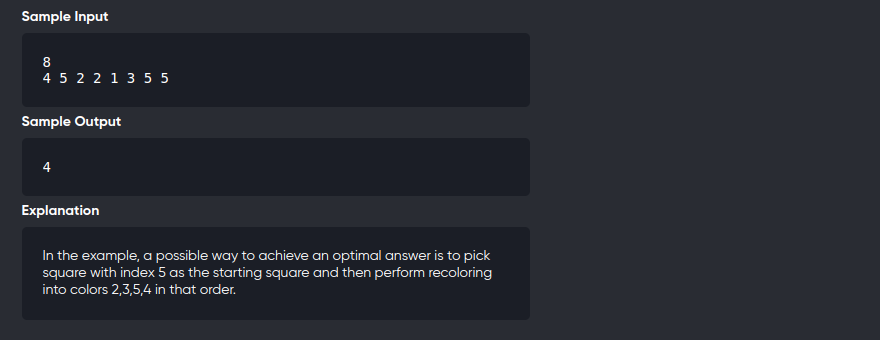 Sample Input
8
4 5 2 2 1 3 5 5
Sample Output
4
Explanation
In the example, a possible way to achieve an optimal answer is to pick
square with index 5 as the starting square and then perform recoloring
into colors 2,3,5,4 in that order.